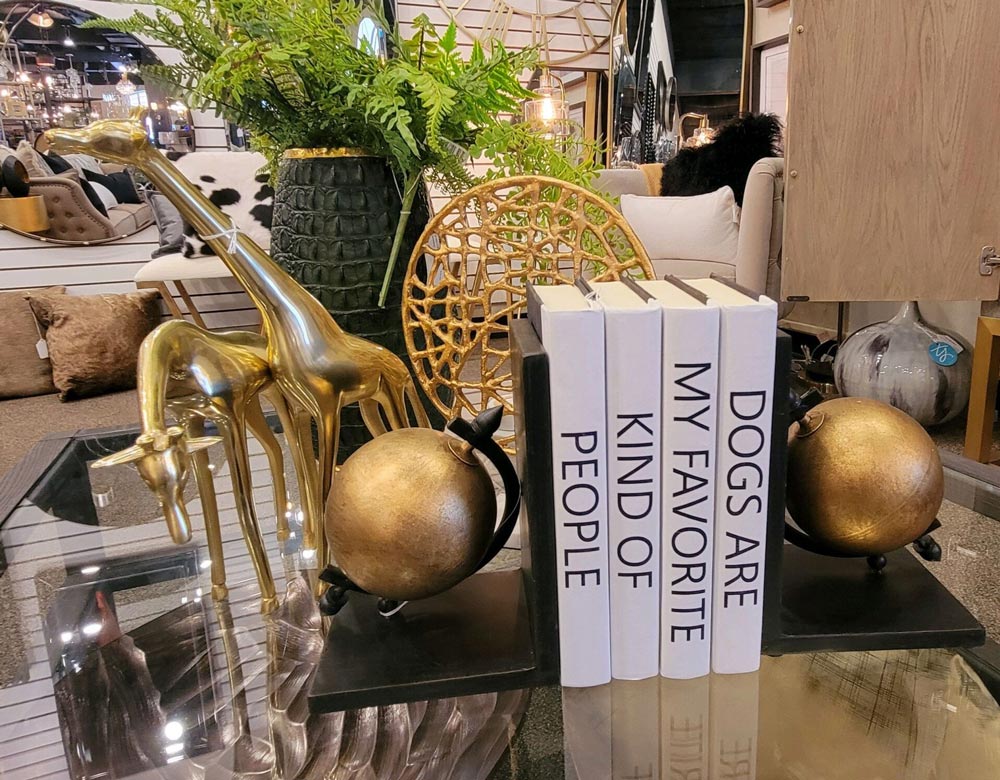 DOGS ARE
MY FAVORITE
KIND OF
PEOPLE